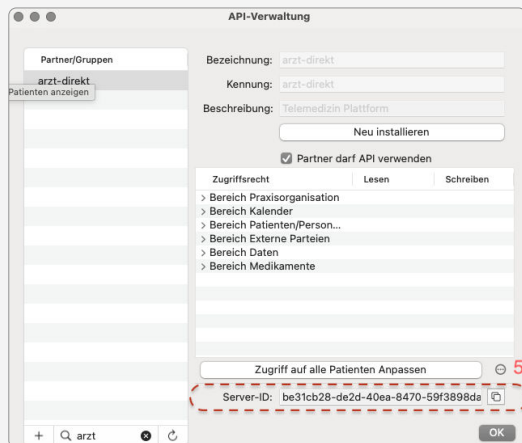 API-Verwaltung
Partner/Gruppen
arzt-direkt
Patienten anzeigen
Bezeichnung: arzt-direkt
Kennung: arzt-direkt
Beschreibung: Telemedizin Plattform
Neu installieren
Partner darf API verwenden
Zugriffsrecht Lesen Schreiben
> Bereich Praxisorganisation
> Bereich Kalender
> Bereich Patienten/Person...
> Bereich Externe Parteien
> Bereich Daten
> Bereich Medikamente
Zugriff auf alle Patienten Anpassen 5
Server-ID: be31cb28-de2d-40ea-8470-59f3898da
+ arzt
OK